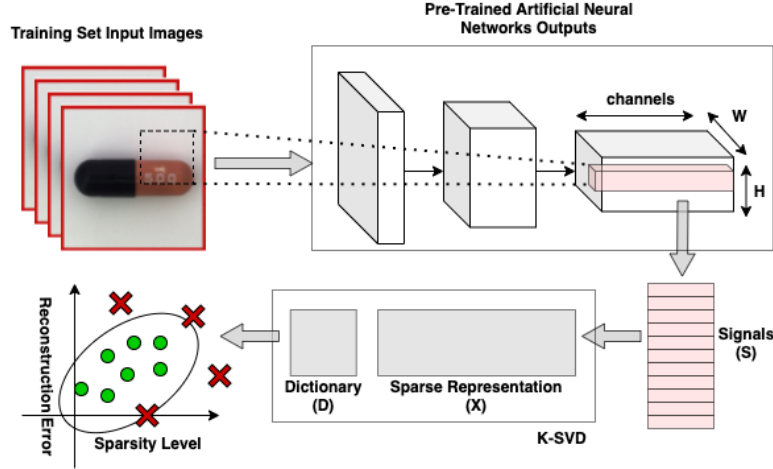 Pre-Trained Artificial Neural
Networks Outputs
Training Set Input Images
channels
W
H
500
Signals
(S)
Dictionary
(D)
Sparse Representation
(X)
K-SVD
Reconstruction Error
Sparsity Level